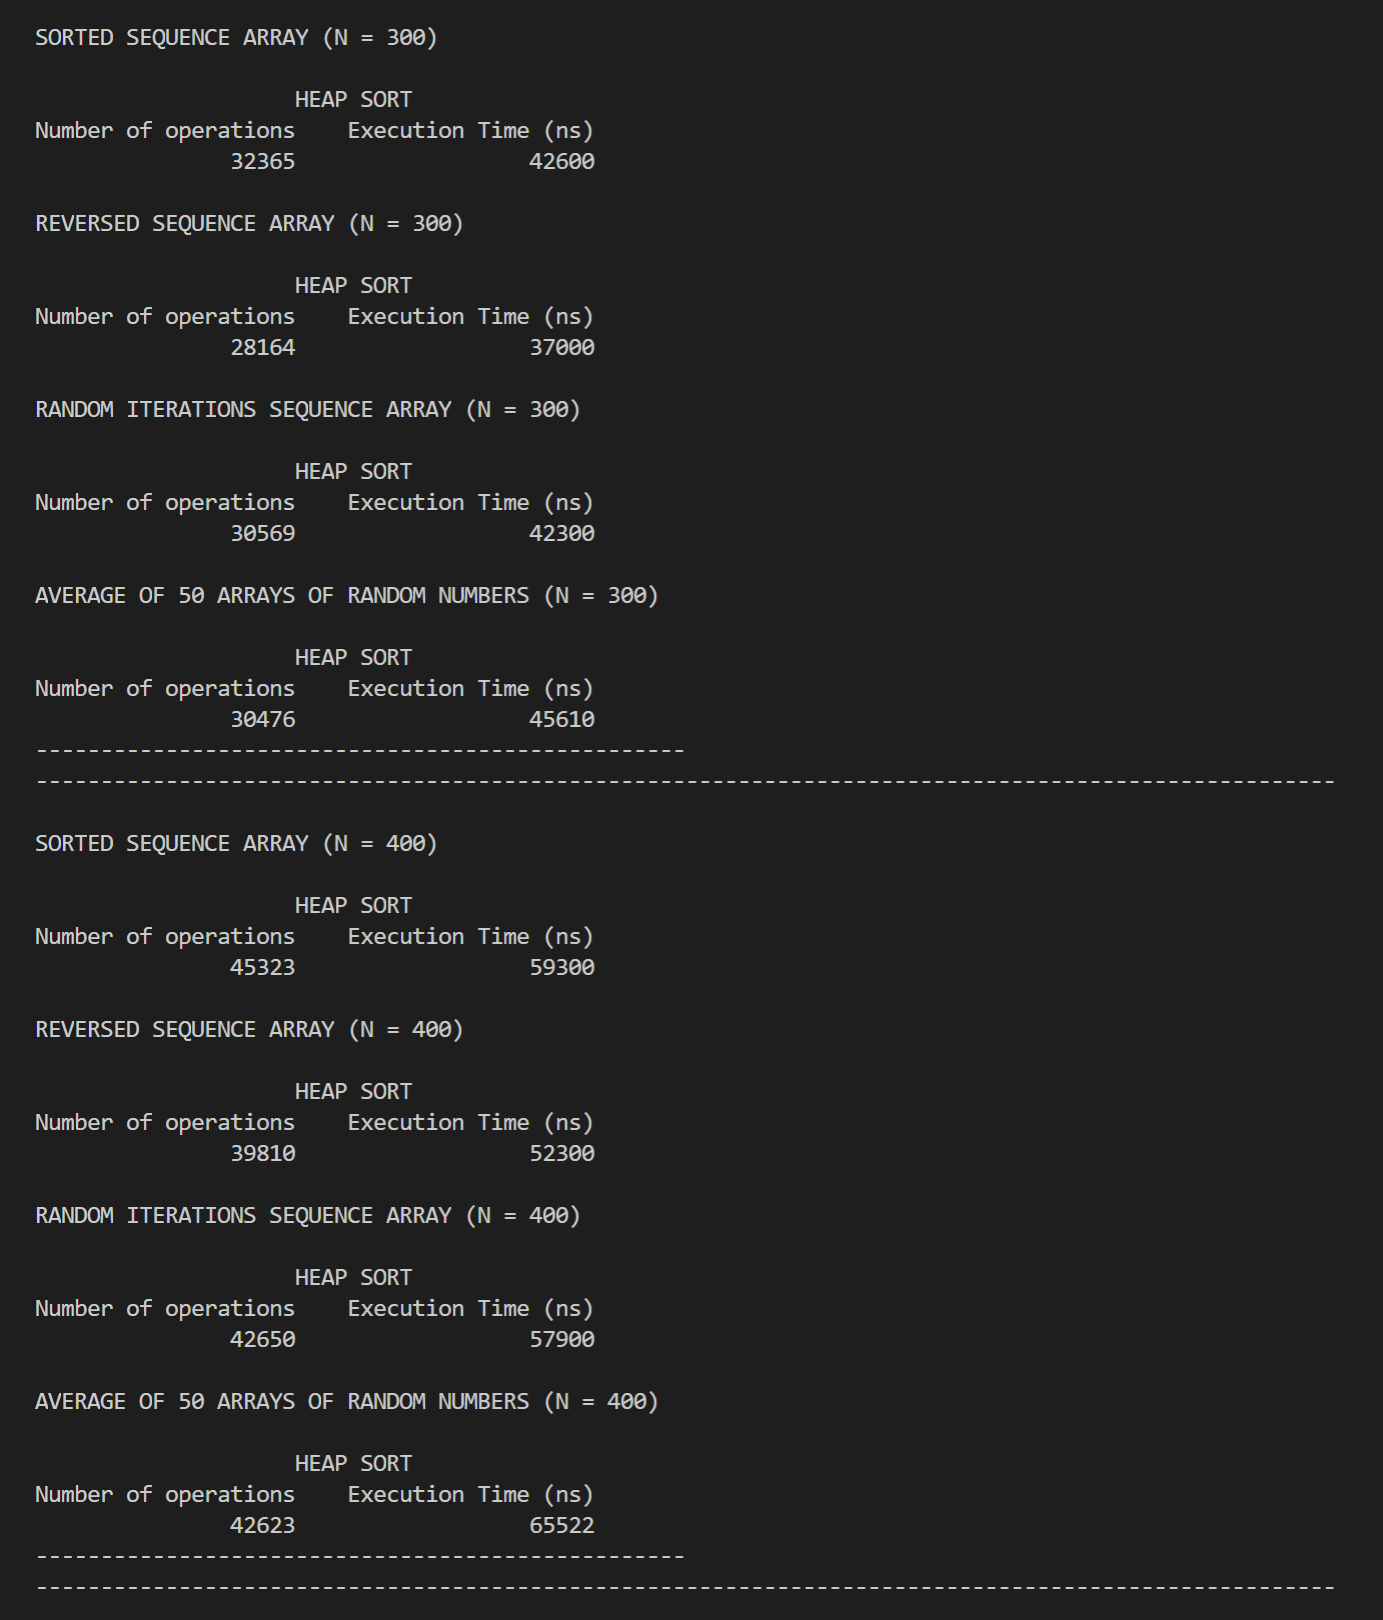 SORTED SEQUENCE ARRAY (N = 300)
HEAP SORT
Number of operations    Execution Time (ns)
32365    42600
REVERSED SEQUENCE ARRAY (N = 300)
HEAP SORT
Number of operations    Execution Time (ns)
28164    37000
RANDOM ITERATIONS SEQUENCE ARRAY (N = 300)
HEAP SORT
Number of operations    Execution Time (ns)
30569    42300
AVERAGE OF 50 ARRAYS OF RANDOM NUMBERS (N = 300)
HEAP SORT
Number of operations    Execution Time (ns)
30476    45610
--------------------------------------------------
----------------------------------------------------------------------------------------------------
SORTED SEQUENCE ARRAY (N = 400)
HEAP SORT
Number of operations    Execution Time (ns)
45323    59300
REVERSED SEQUENCE ARRAY (N = 400)
HEAP SORT
Number of operations    Execution Time (ns)
39810    52300
RANDOM ITERATIONS SEQUENCE ARRAY (N = 400)
HEAP SORT
Number of operations    Execution Time (ns)
42650    57900
AVERAGE OF 50 ARRAYS OF RANDOM NUMBERS (N = 400)
HEAP SORT
Number of operations    Execution Time (ns)
42623    65522
--------------------------------------------------
----------------------------------------------------------------------------------------------------